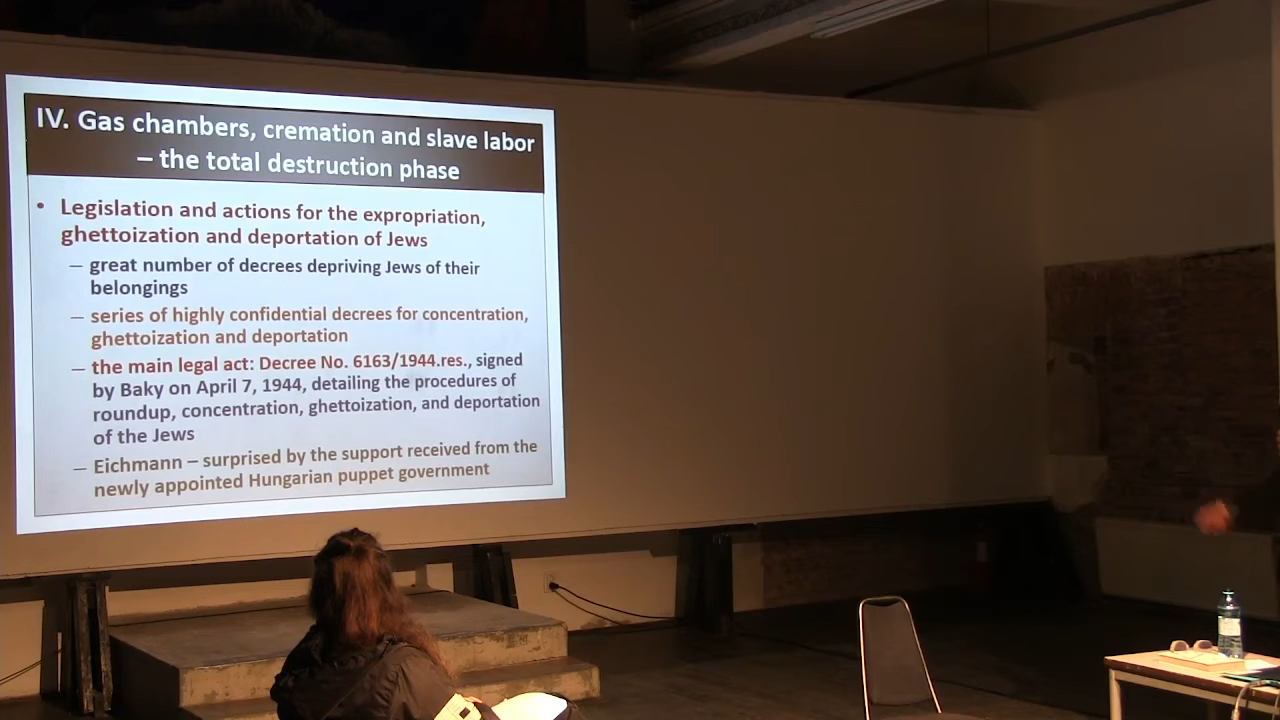 IV. Gas chambers, cremation and slave labor
– the total destruction phase
• Legislation and actions for the expropriation,
ghettoization and deportation of Jews
– great number of decrees depriving Jews of their
belongings
– series of highly confidential decrees for concentration,
ghettoization and deportation
– the main legal act: Decree No. 6163/1944.res., signed
by Baky on April 7, 1944, detailing the procedures of
roundup, concentration, ghettoization, and deportation
of the Jews
– Eichmann – surprised by the support received from the
newly appointed Hungarian puppet government